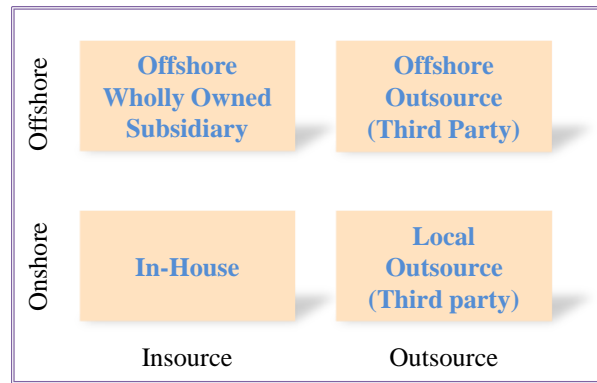 Offshore
Offshore
Wholly Owned
Subsidiary
Offshore
Outsource
(Third Party)
Onshore
In-House
Local
Outsource
(Third party)
Insource
Outsource